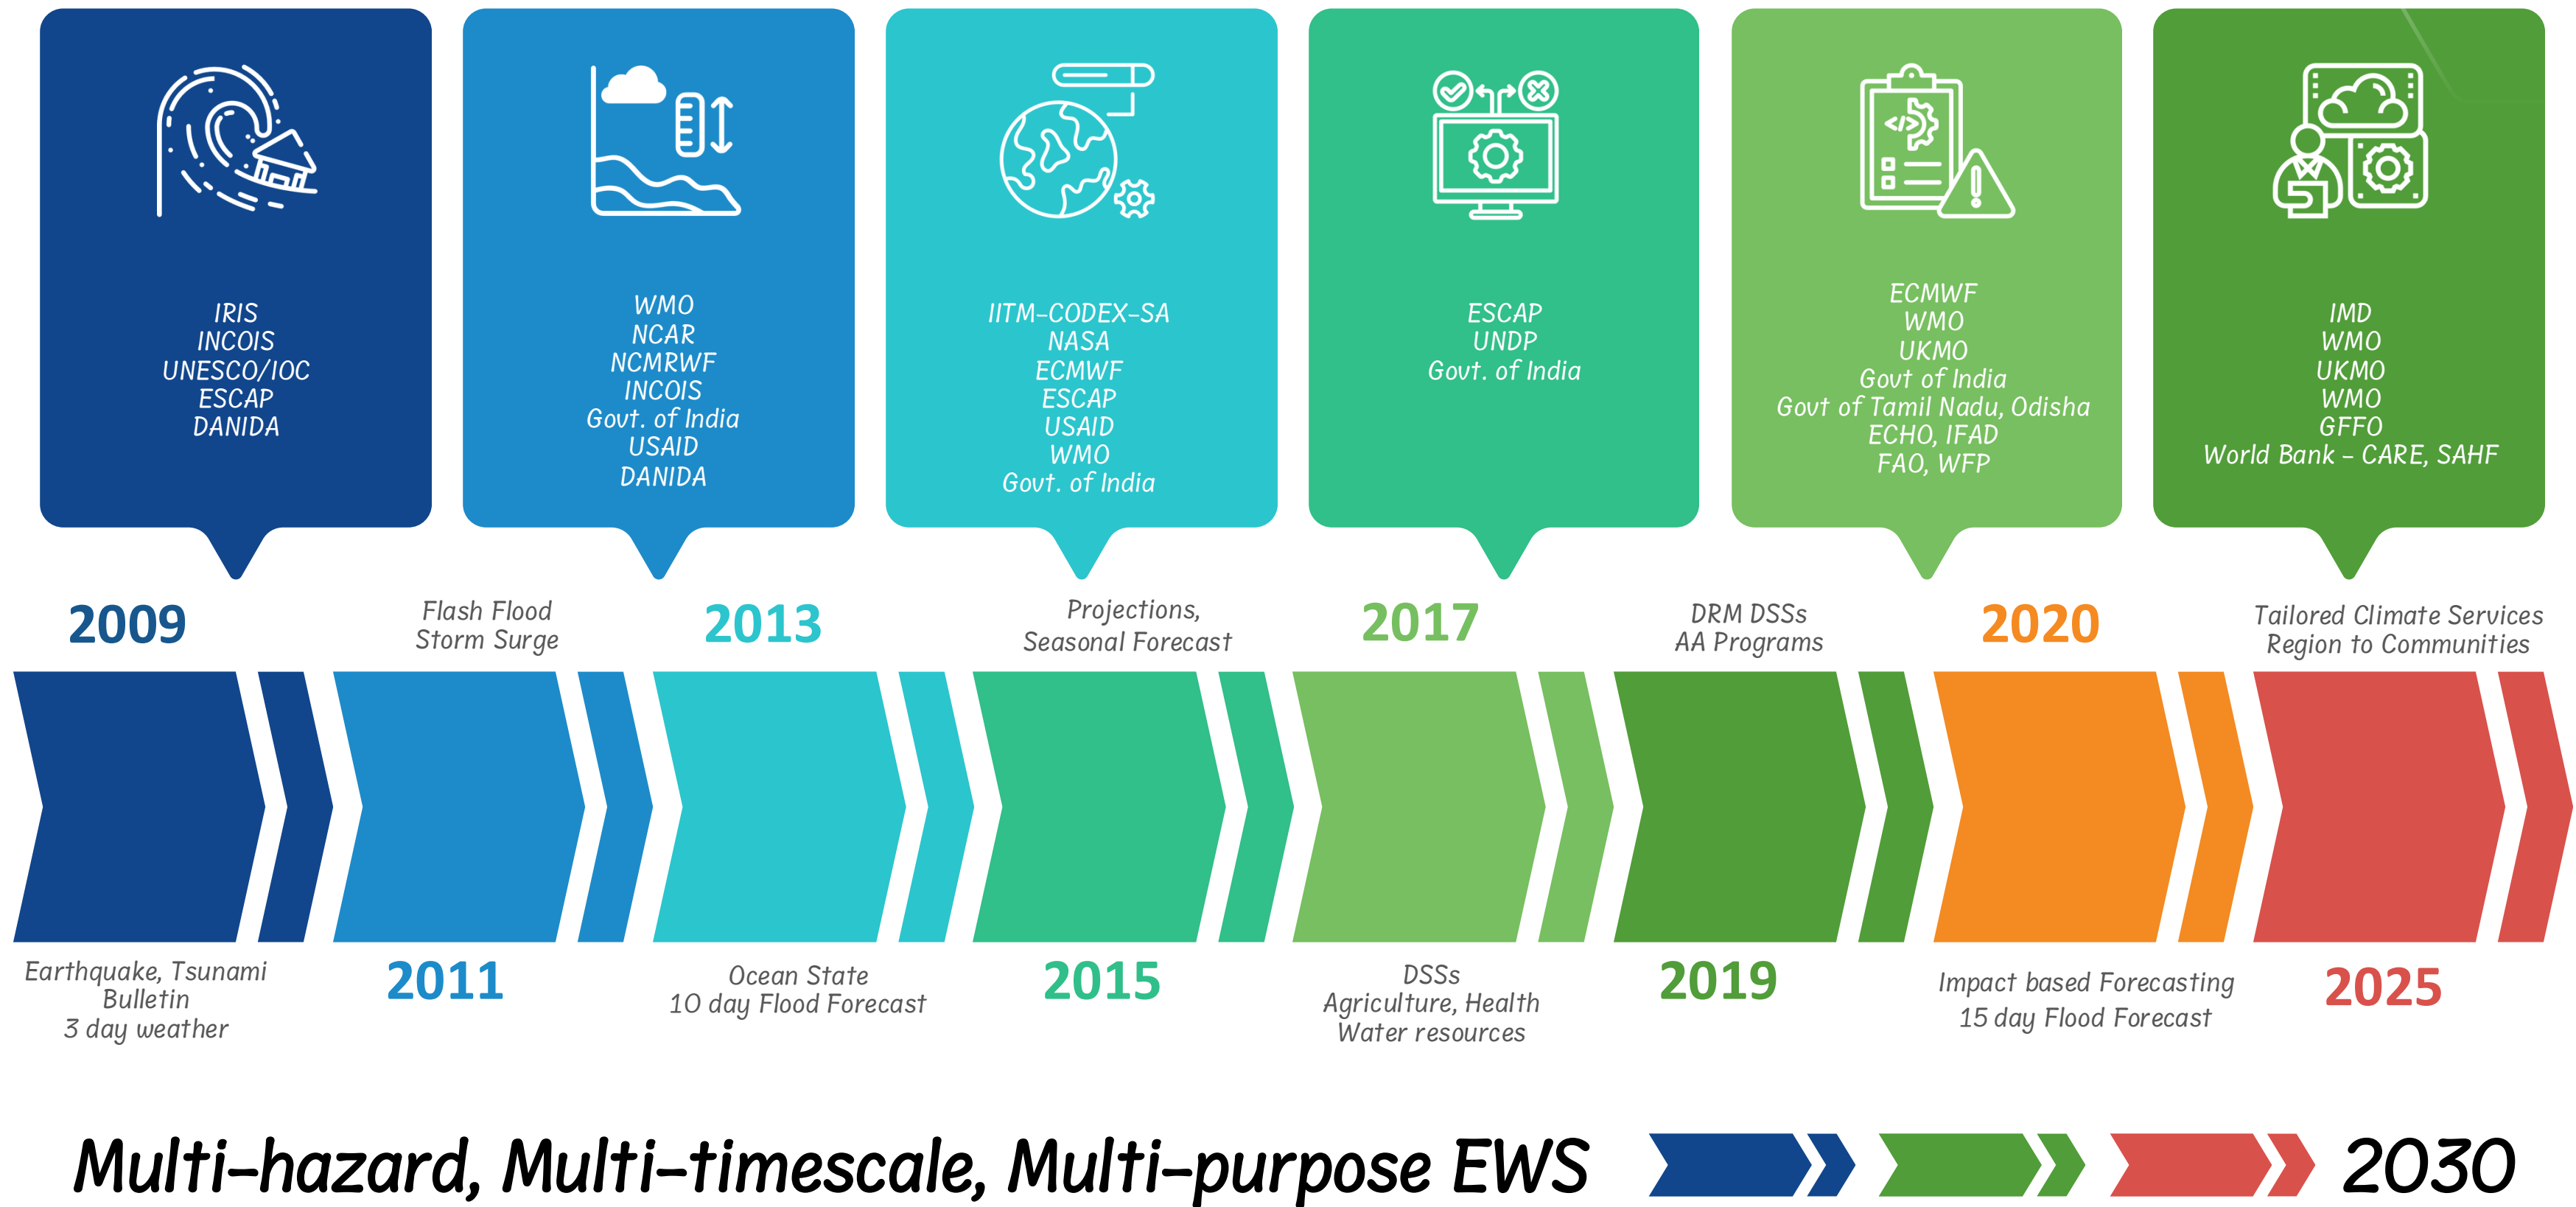 IRIS
INCOIS
UNESCO/IOC
ESCAP
DANIDA
WMO
NCAR
NCMRWF
INCOIS
Govt. of India
USAID
DANIDA
IITM-CODEX-SA
NASA
ECMWF
ESCAP
USAID
WMO
Govt. of India
ESCAP
UNDP
Govt. of India
</>
ECMWF
WMO
UKMO
Govt of India
Govt of Tamil Nadu, Odisha
ECHO, IFAD
FAO, WFP
IMD
WMO
UKMO
WMO
GFFO
World Bank - CARE, SAHF
2009
Flash Flood
Storm Surge
2013
Projections,
Seasonal Forecast
2017
DRM DSSs
AA Programs
2020
Tailored Climate Services
Region to Communities
Earthquake, Tsunami
Bulletin
3 day weather
2011
Ocean State
10 day Flood Forecast
2015
DSSs
Agriculture, Health
Water resources
2019
Impact based Forecasting
15 day Flood Forecast
2025
Multi-hazard, Multi-timescale, Multi-purpose EWS
2030